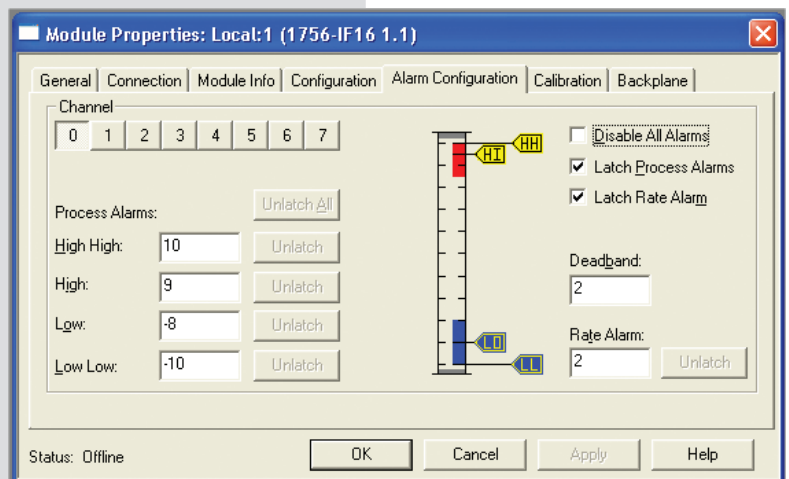 Module Properties: Local:1 (1756-IF16 1.1)
General Connection Module Info Configuration Alarm Configuration Calibration Backplane
Channel
0 1 2 3 4 5 6 7
HH
HI
Disable All Alarms
Latch Process Alarms
Latch Rate Alarm
Process Alarms: Unlatch All
High High: 10 Unlatch
High: 9 Unlatch
Low: -8 Unlatch
Low Low: -10 Unlatch
LO
LL
Deadband:
2
Rate Alarm:
2 Unlatch
Status: Offline OK Cancel Apply Help